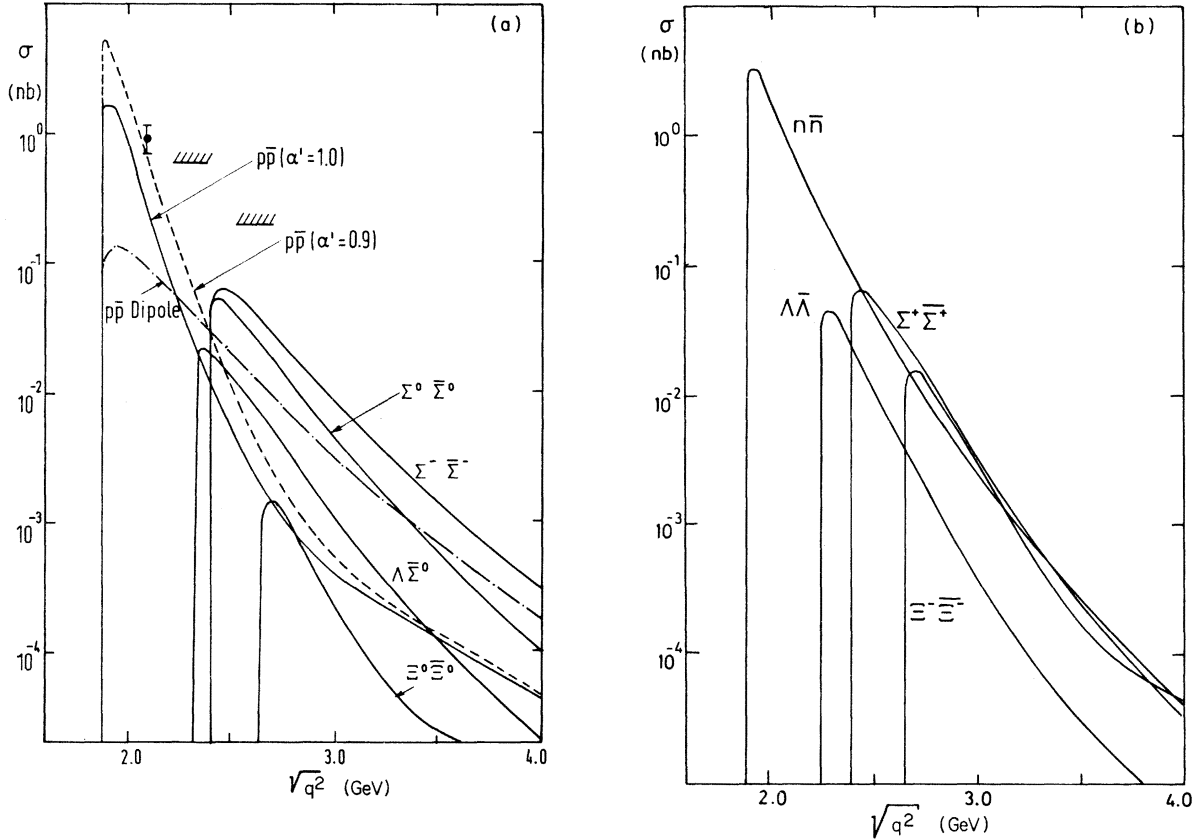 (a)
σ
(nb)
10⁰
10⁻¹
10⁻²
10⁻³
10⁻⁴
pp̄ (α' = 1.0)
pp̄ (α' = 0.9)
pp̄ Dipole
Σ⁰ Σ̄⁰
Σ⁻ Σ̄⁻
Λ Σ̄⁰
Ξ⁰ Ξ̄⁰
2.0 3.0 4.0
√q² (GeV)
(b)
σ
(nb)
10⁰
10⁻¹
10⁻²
10⁻³
10⁻⁴
nn̄
ΛΛ̄
Σ⁺ Σ̄⁺
Ξ⁻ Ξ̄⁻
2.0 3.0 4.0
√q² (GeV)